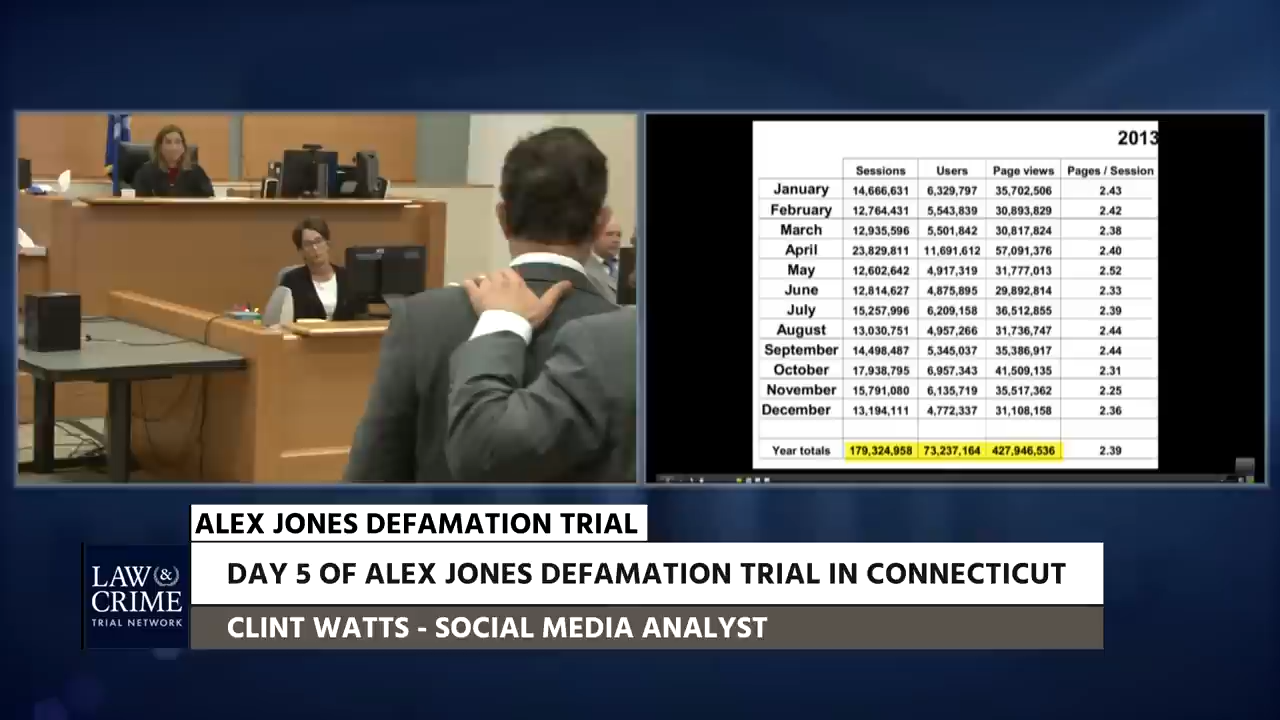 2013
Sessions Users Page views Pages / Session
January 14,666,631 6,329,797 35,702,506 2.43
February 12,764,431 5,543,839 30,893,829 2.42
March 12,935,596 5,501,842 30,817,824 2.38
April 23,829,811 11,691,612 57,091,376 2.40
May 12,602,642 4,917,319 31,777,013 2.52
June 12,814,627 4,875,895 29,892,814 2.33
July 15,257,996 6,209,158 36,512,855 2.39
August 13,030,751 4,957,266 31,736,747 2.44
September 14,498,487 5,345,037 35,386,917 2.44
October 17,938,795 6,957,343 41,509,135 2.31
November 15,791,080 6,135,719 35,517,362 2.25
December 13,194,111 4,772,337 31,108,158 2.36
Year totals 179,324,958 73,237,164 427,946,536 2.39
ALEX JONES DEFAMATION TRIAL
LAW &
CRIME
TRIAL NETWORK
DAY 5 OF ALEX JONES DEFAMATION TRIAL IN CONNECTICUT
CLINT WATTS - SOCIAL MEDIA ANALYST